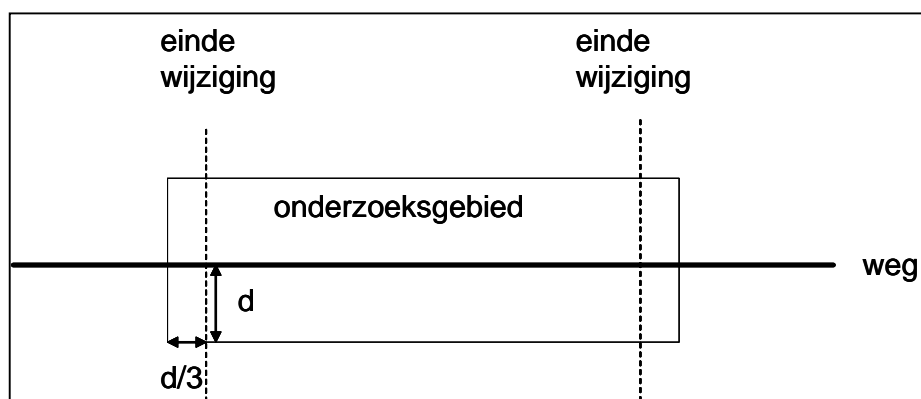 einde
wijziging
einde
wijziging
onderzoeksgebied
weg
d
d/3